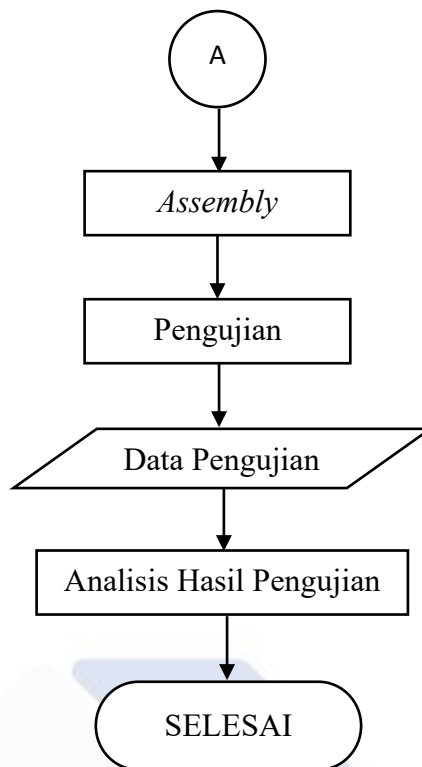 A
Assembly
Pengujian
Data Pengujian
Analisis Hasil Pengujian
SELESAI